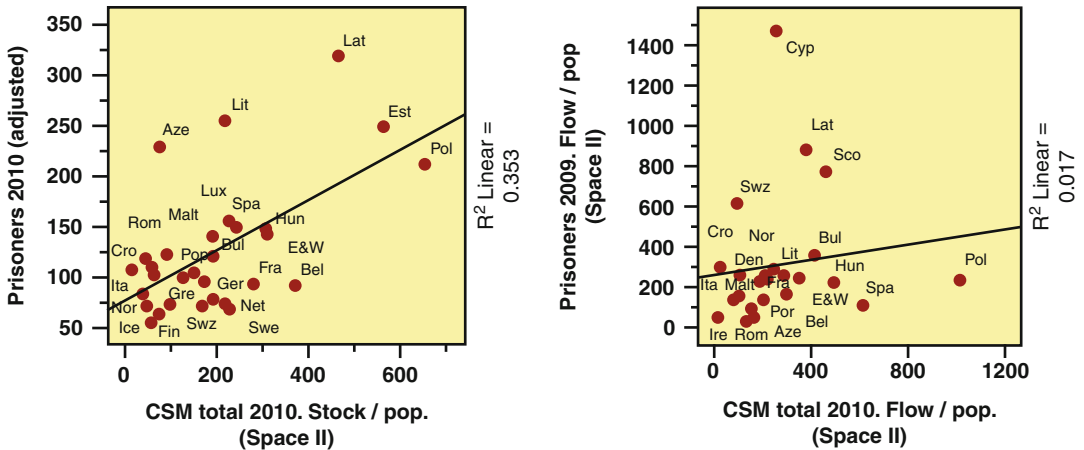 Prisoners 2010 (adjusted)
350
300
250
200
150
100
50
Lat
Lit
Est
Aze
Pol
Lux
Spa
Malt
Rom
Hun
Cro
Pop
Bul
E&W
Fra
Bel
Ita
Gre
Ger
Nor
Net
Ice
Fin
Swz
Swe
0
200
400
600
CSM total 2010. Stock / pop.
(Space II)
R² Linear =
0.353
Prisoners 2009. Flow / pop
(Space II)
1400
1200
1000
800
600
400
200
0
Cyp
Lat
Sco
Swz
Cro
Nor
Bul
Den
Lit
Hun
Pol
Ita
Mal
Fra
E&W
Spa
Por
Ire
Rom
Aze
Bel
0
400
800
1200
CSM total 2010. Flow / pop.
(Space II)
R² Linear =
0.017